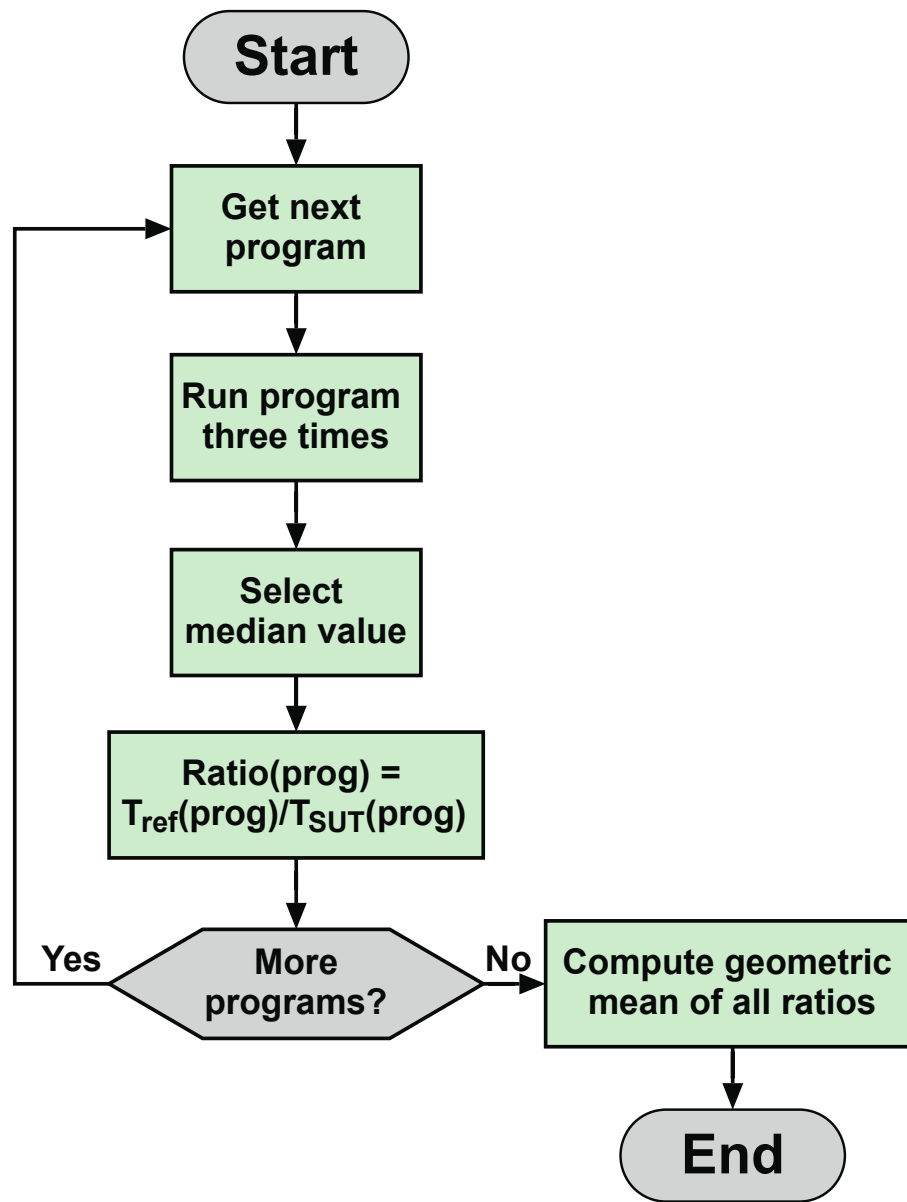 Start
Get next
program
Run program
three times
Select
median value
Ratio(prog) =
Tref(prog)/TSUT(prog)
Yes
More
programs?
No
Compute geometric
mean of all ratios
End